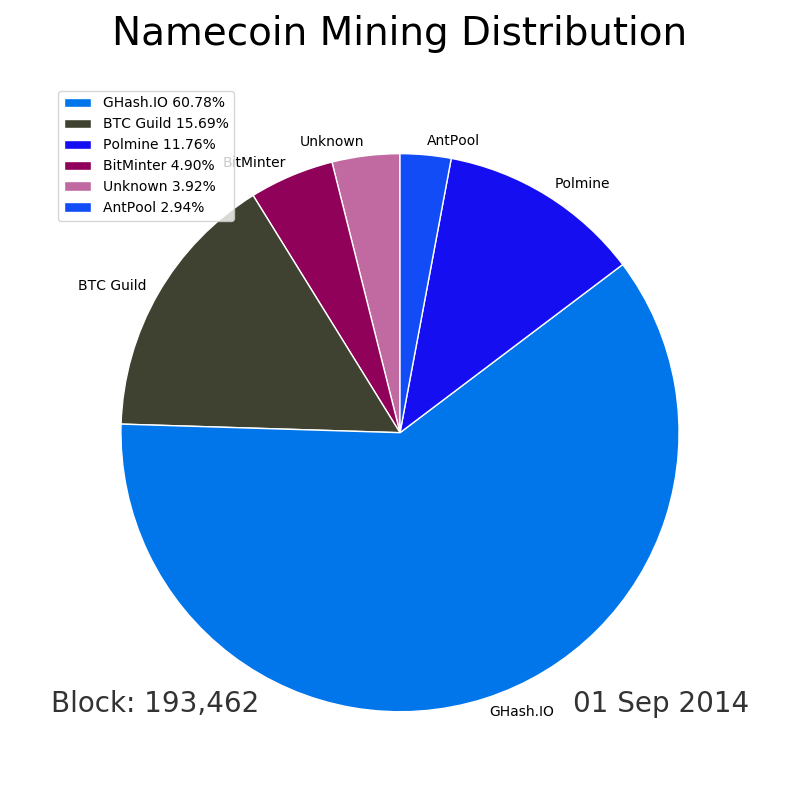 Namecoin Mining Distribution
GHash.IO 60.78%
BTC Guild 15.69%
Polmine 11.76%
BitMinter 4.90%
Unknown 3.92%
AntPool 2.94%
Unknown
AntPool
BitMinter
Polmine
BTC Guild
GHash.IO
Block: 193,462
01 Sep 2014